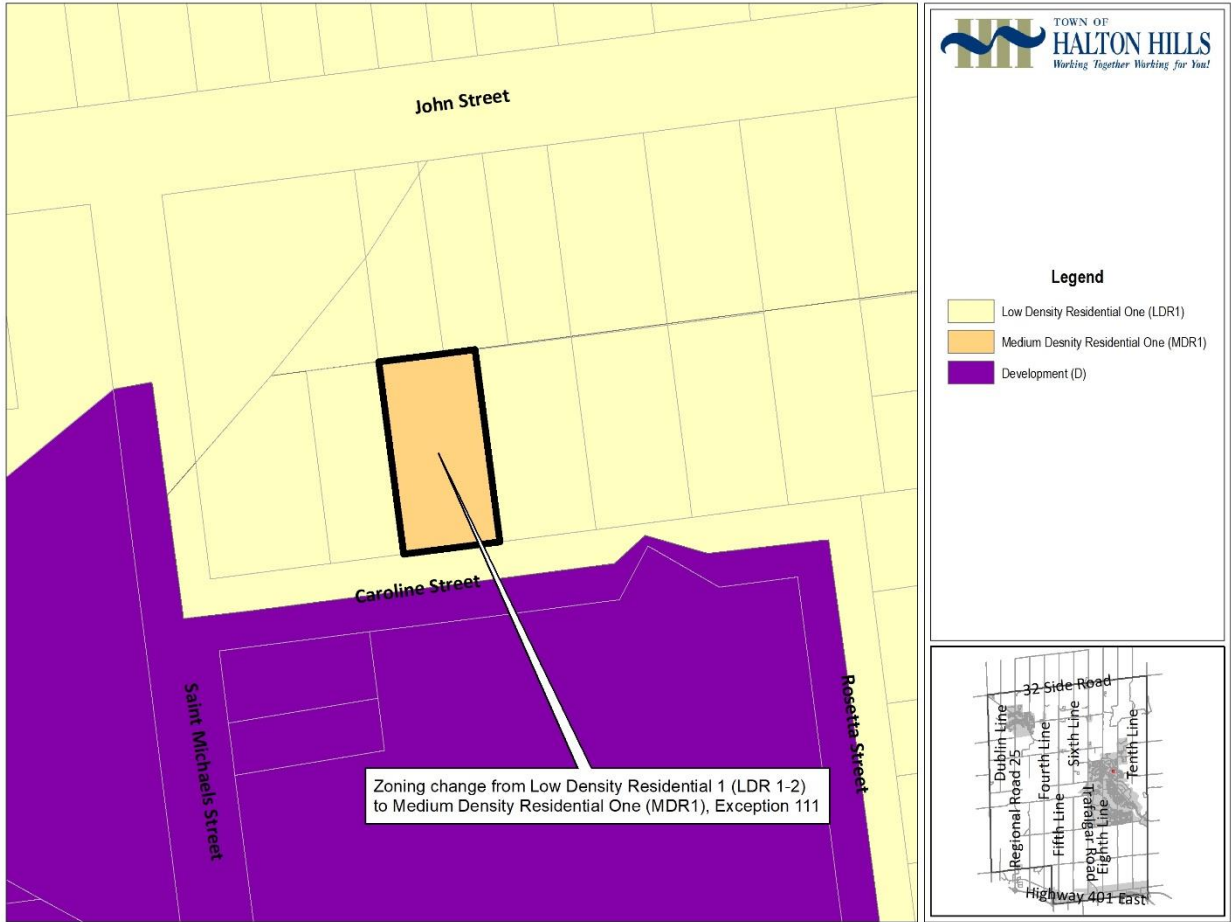 John Street
Caroline Street
Saint Michaels Street
Rosetta Street
Zoning change from Low Density Residential 1 (LDR 1-2)
to Medium Density Residential One (MDR1), Exception 111
TOWN OF
HALTON HILLS
Working Together Working for You!
Legend
Low Density Residential One (LDR1)
Medium Desnity Residential One (MDR1)
Development (D)
32 Side Road
Dublin Line
Regional Road 25
Fourth Line
Fifth Line
Sixth Line
Trafalgar Road
Eighth Line
Tenth Line
Highway 401 East